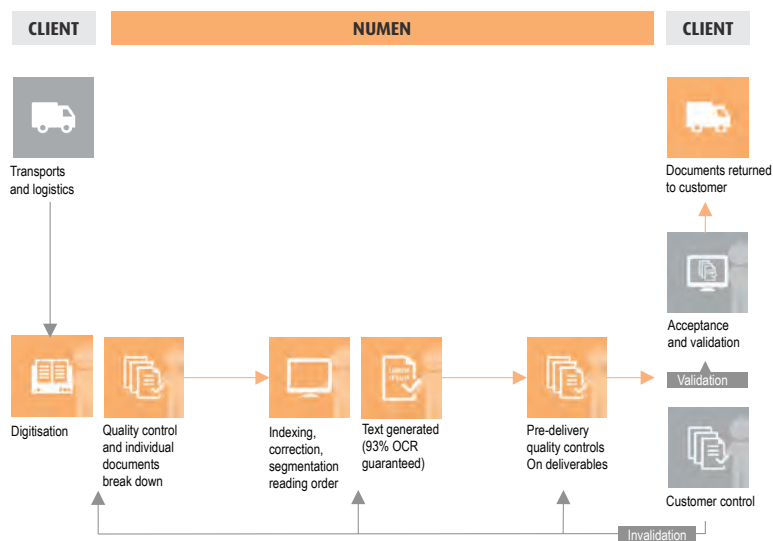 CLIENT
NUMEN
CLIENT
Transports
and logistics
Documents returned
to customer
Acceptance
and validation
Validation
Digitisation
Quality control
and individual
documents
break down
Indexing,
correction,
segmentation
reading order
LOREM
IPSUM
Text generated
(93% OCR
guaranteed)
Pre-delivery
quality controls
On deliverables
Customer control
Invalidation